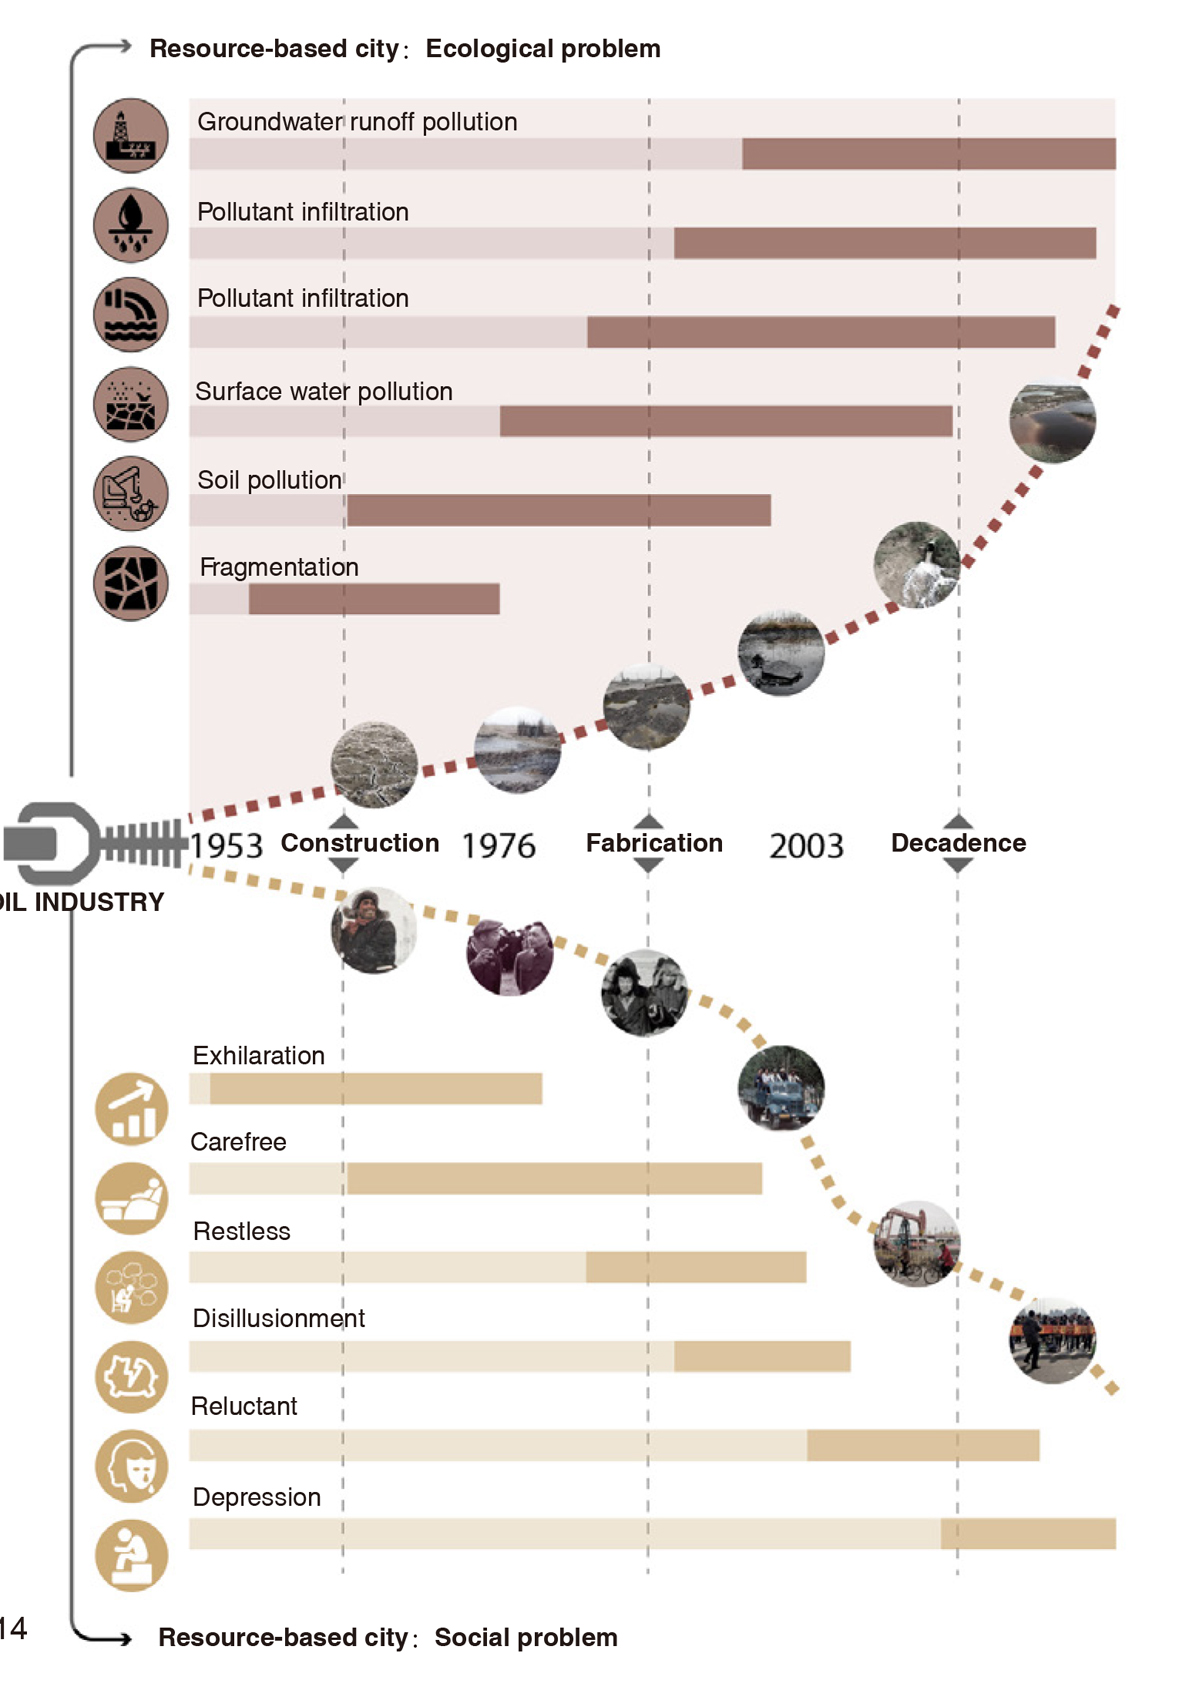 Resource-based city: Ecological problem
Groundwater runoff pollution
Pollutant infiltration
Pollutant infiltration
Surface water pollution
Soil pollution
Fragmentation
1953 Construction 1976 Fabrication 2003 Decadence
OIL INDUSTRY
Exhilaration
Carefree
Restless
Disillusionment
Reluctant
Depression
14
Resource-based city: Social problem